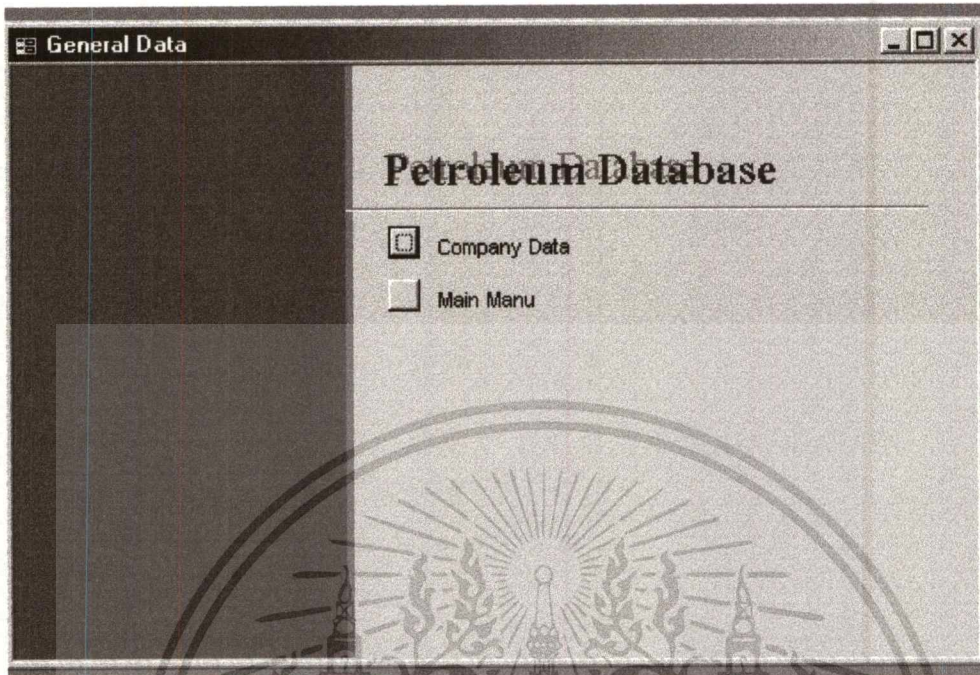 General Data
Petroleum Database
Company Data
Main Manu